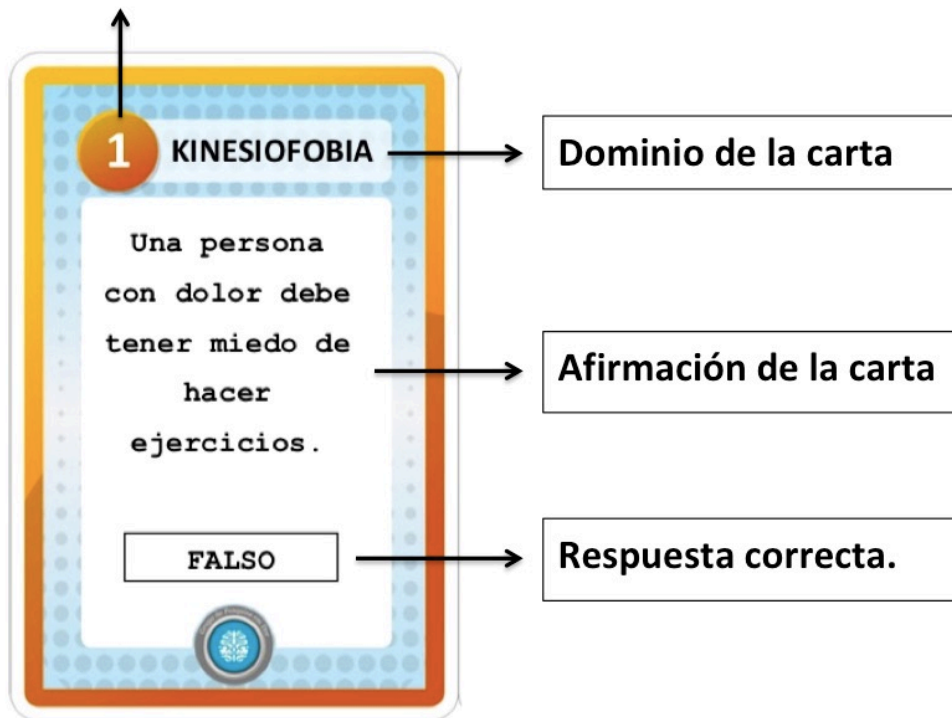 1 KINESIOFOBIA
Dominio de la carta
Una persona
con dolor debe
tener miedo de
hacer
ejercicios.
Afirmación de la carta
FALSO
Respuesta correcta.